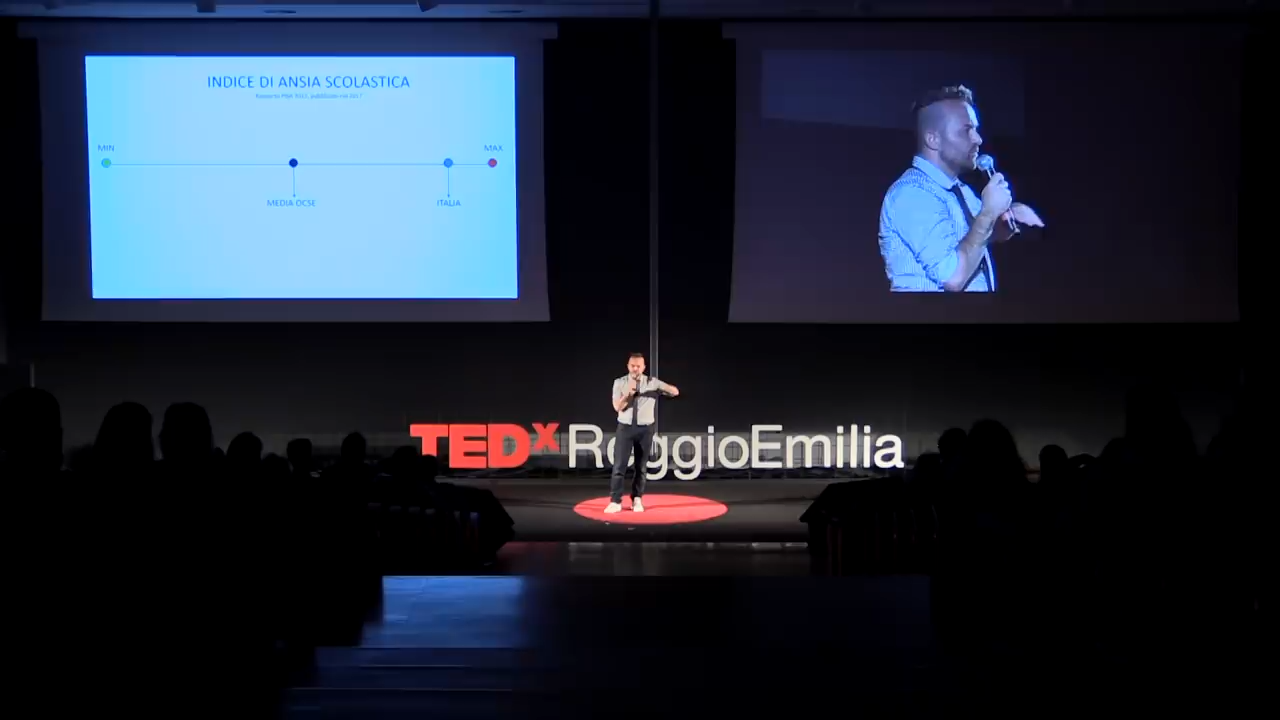 INDICE DI ANSIA SCOLASTICA
MIN
MAX
MEDIA OCSE
ITALIA
TEDx ReggioEmilia